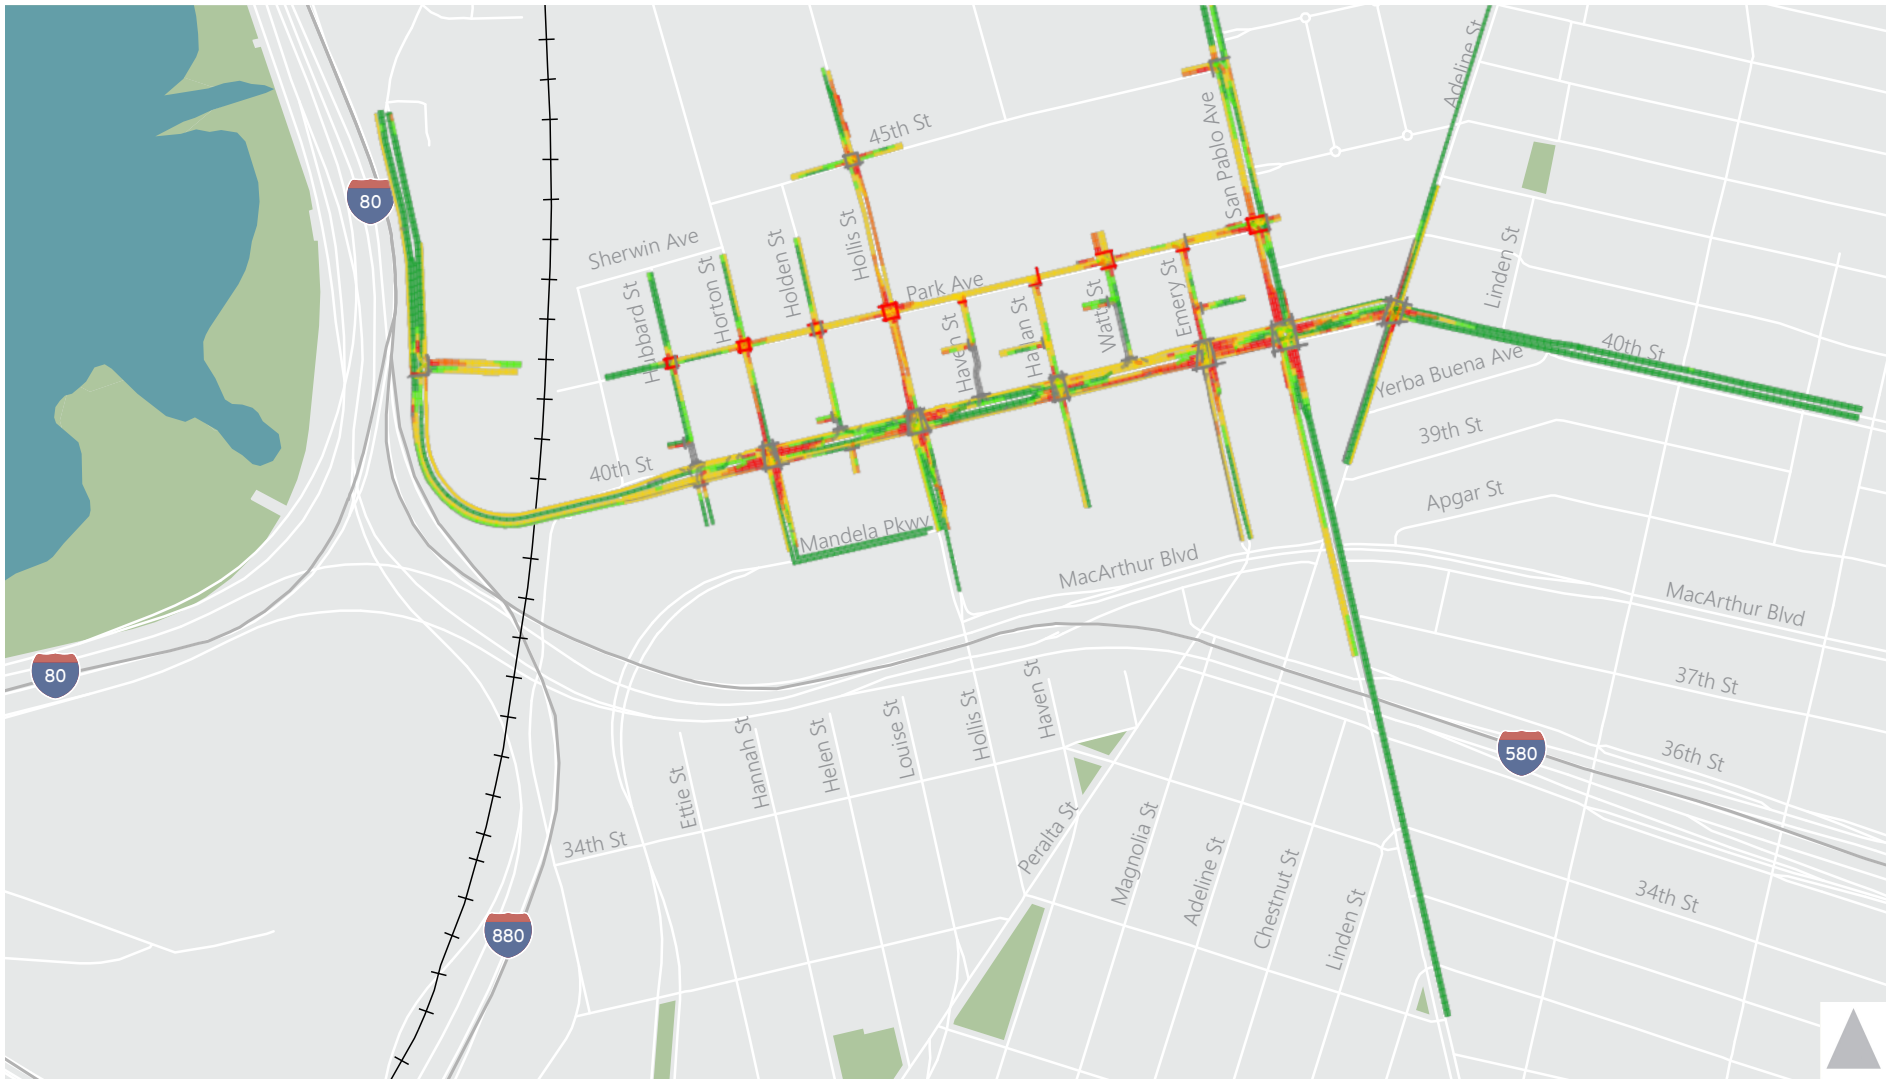 Adeline St
45th St
San Pablo Ave
80
Sherwin Ave
Hollis St
Holden St
Horton St
Hubbard St
Park Ave
Linden St
Emery St
Watts St
Harlan St
Haven St
Haven St
40th St
Yerba Buena Ave
39th St
40th St
Apgar St
Mandela Pkwy
MacArthur Blvd
MacArthur Blvd
80
37th St
Haven St
Hollis St
Louise St
Helen St
Hannah St
Ettie St
580
36th St
34th St
Peralta St
Magnolia St
Adeline St
Chestnut St
Linden St
34th St
880